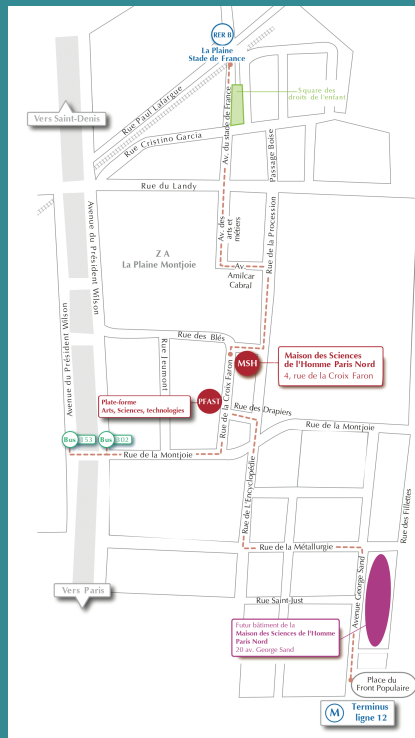 RER B
La Plaine
Stade de France
Square des
droits de l'enfant
Rue Paul Lafargue
Vers Saint-Denis
Rue Cristino Garcia
Av. du stade de France
Passage Boise
Rue du Landy
Avenue du Président Wilson
Av. des
arts et
métiers
Rue de la Procession
Z A
La Plaine Montjoie
Av.
Amilcar
Cabral
Avenue du Président Wilson
Rue des Blés
Rue Jeumont
Rue de la Croix Faron
MSH
Maison des Sciences
de l'Homme Paris Nord
4, rue de la Croix Faron
Plate-forme
Arts, Sciences, technologies
PFAST
Rue des Drapiers
Rue de la Montjoie
Bus 153
Bus 302
Rue de la Montjoie
Rue de L'Encyclopédie
Rue des Fillettes
Rue de la Métallurgie
Avenue George Sand
Vers Paris
Rue Saint-Just
Futur bâtiment de la
Maison des Sciences de l'Homme
Paris Nord
20 av. George Sand
Place du
Front Populaire
M
Terminus
ligne 12